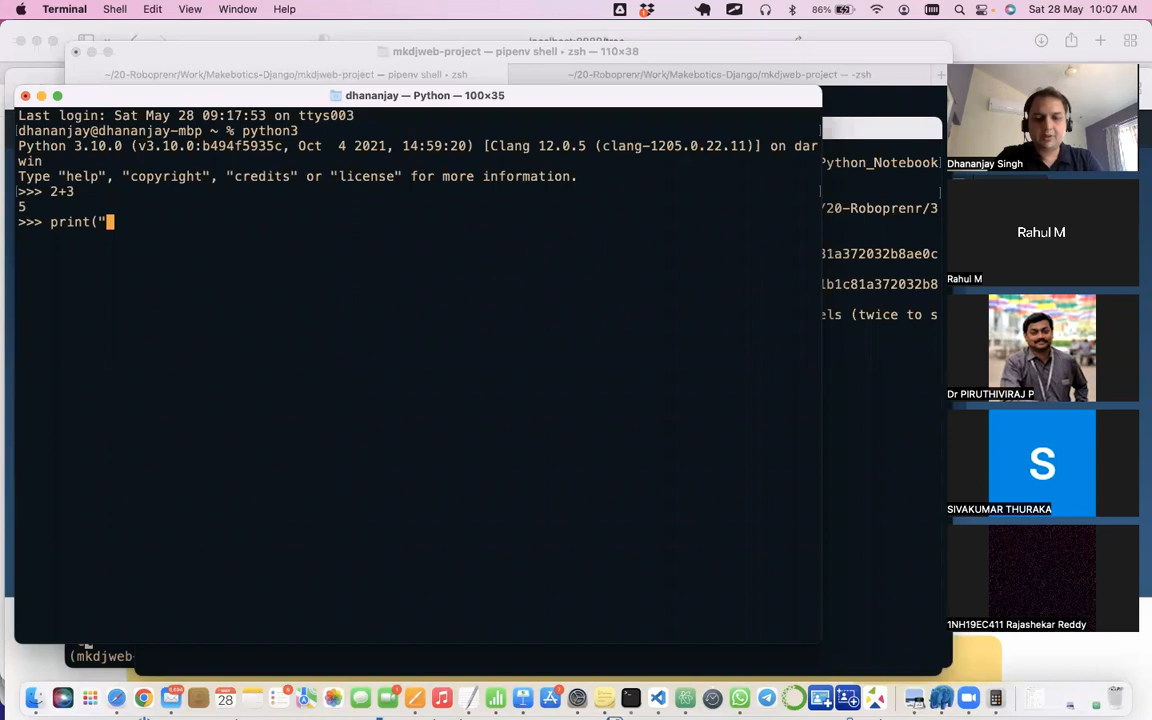 Terminal Shell Edit View Window Help
86%
Sat 28 May 10:07 AM
mkdjweb-project — pipenv shell • zsh — 110×38
~/20-Roboprenr/Work/Makebotics-Django/mkdjweb-project — pipenv shell • zsh
~/20-Roboprenr/Work/Makebotics-Django/mkdjweb-project — -zsh
dhananjay — Python — 100×35
Last login: Sat May 28 09:17:53 on ttys003
dhananjay@dhananjay-mbp ~ % python3
Python 3.10.0 (v3.10.0:b494f5935c, Oct  4 2021, 14:59:20) [Clang 12.0.5 (clang-1205.0.22.11)] on dar
win
Type "help", "copyright", "credits" or "license" for more information.
>>> 2+3
5
>>> print("
Python_Notebook
/20-Roboprenr/3
81a372032b8ae0c
1b1c81a372032b8
els (twice to s
(mkdjweb-
Dhananjay Singh
Rahul M
Rahul M
Dr PIRUTHIVIRAJ P
S
SIVAKUMAR THURAKA
1NH19EC411 Rajashekar Reddy
28